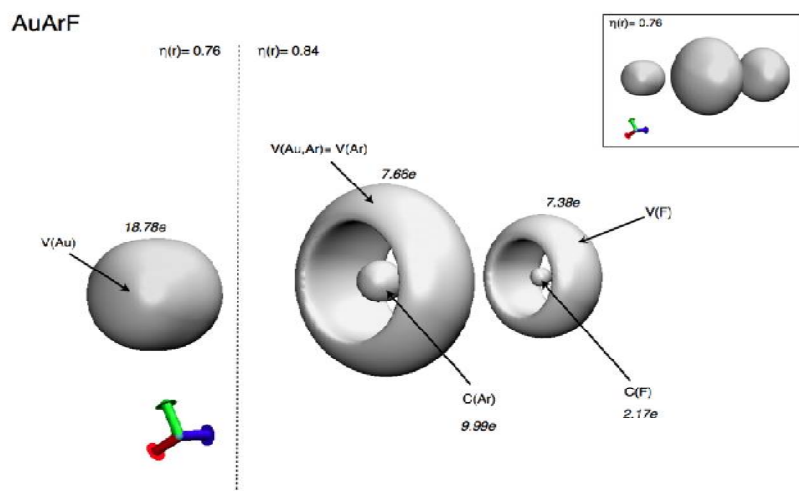 AuArF
η(r)= 0.76
η(r)= 0.84
η(r)= 0.76
V(Au,Ar)= V(Ar)
7.66e
7.38e
V(F)
18.78e
V(Au)
C(Ar)
9.99e
C(F)
2.17e